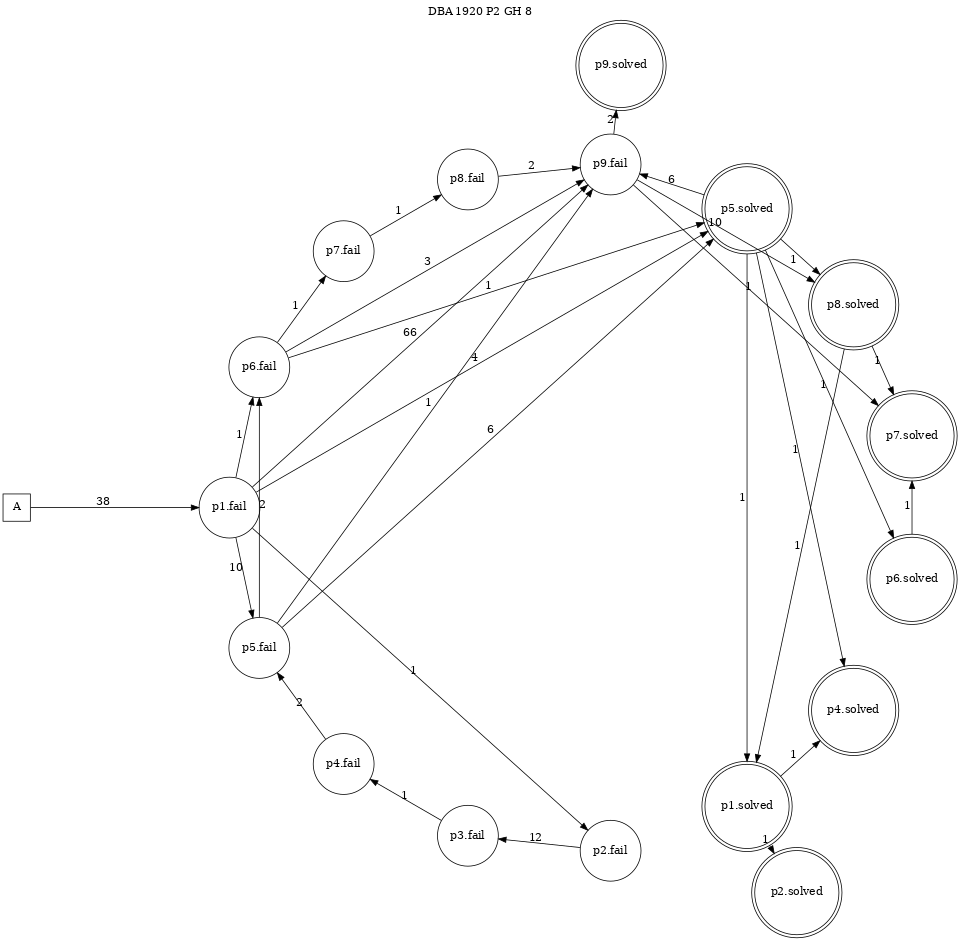 DBA 1920 P2 GH 8
p9.solved
2
p9.fail
2
p8.fail
6
p5.solved
10
1
p7.fail
1
3
1
1
p8.solved
1
66
4
1
p6.fail
1
1
p7.solved
1
6
1
1
38
A
p1.fail
2
1
1
1
10
p6.solved
p5.fail
1
2
p4.solved
p4.fail
1
1
p1.solved
p3.fail
12
p2.fail
1
p2.solved